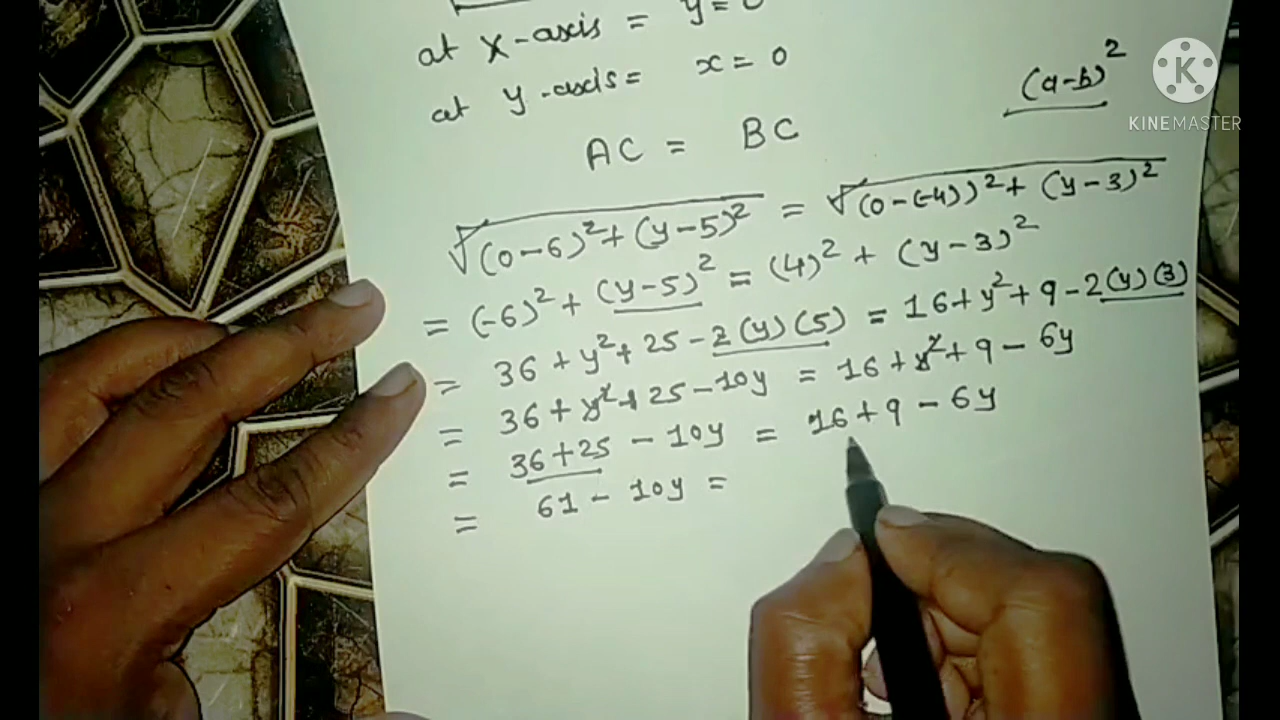 at X-axis = y = 0
at y-axis = x = 0
(a-b)²
K
KINEMASTER
AC = BC
√(0-6)²+(y-5)² = √(0-(-4))²+(y-3)²
= (-6)² + (y-5)² = (4)² + (y-3)²
= 36 + y² + 25 - 2(y)(5) = 16 + y² + 9 - 2(y)(3)
= 36 + y² + 25 - 10y = 16 + y² + 9 - 6y
= 36+25 - 10y = 16+9 - 6y
= 61 - 10y =